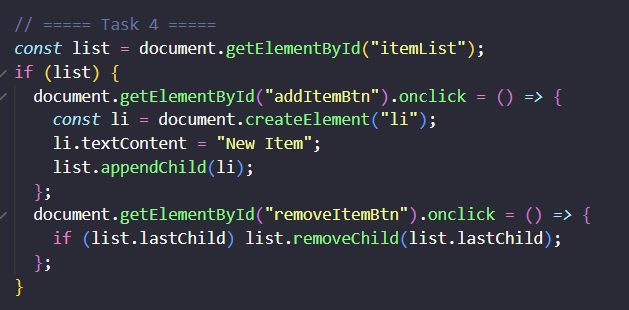 // ===== Task 4 =====
const list = document.getElementById("itemList");
if (list) {
  document.getElementById("addItemBtn").onclick = () => {
    const li = document.createElement("li");
    li.textContent = "New Item";
    list.appendChild(li);
  };
  document.getElementById("removeItemBtn").onclick = () => {
    if (list.lastChild) list.removeChild(list.lastChild);
  };
}